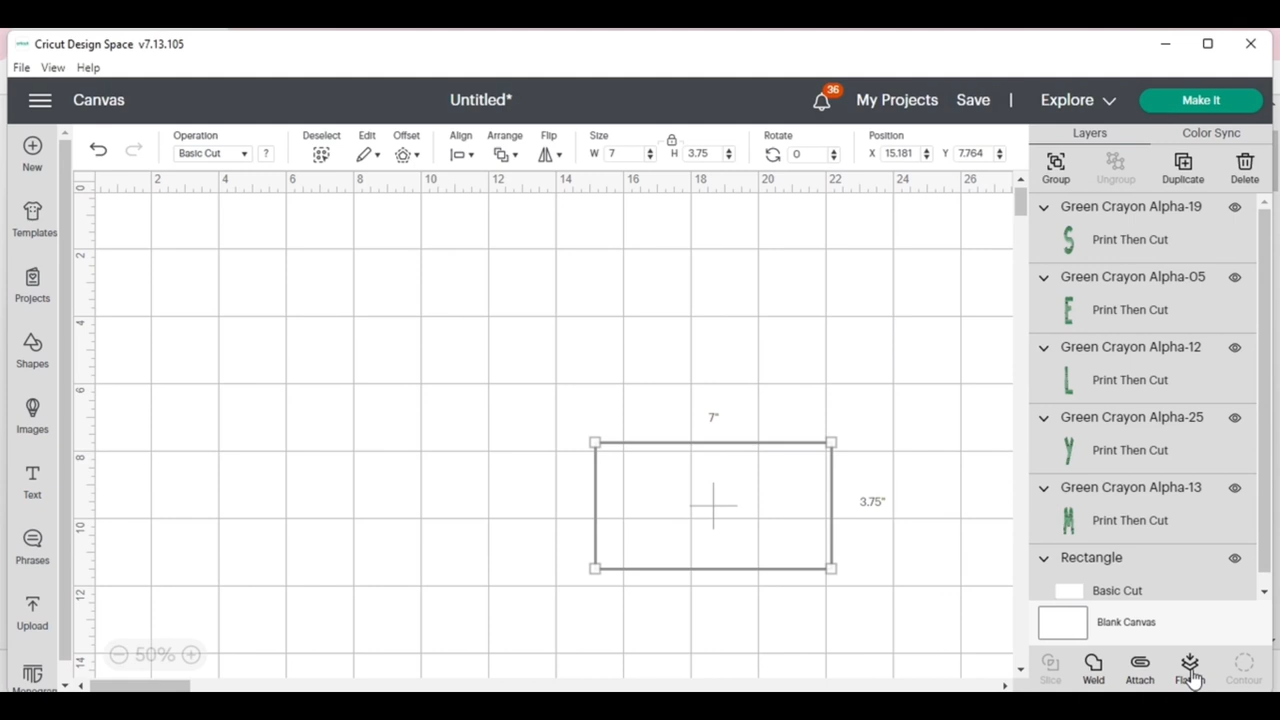 Cricut Design Space v7.13.105
File View Help
Canvas
Untitled*
36
My Projects Save | Explore
Make It
New
Templates
Projects
Shapes
Images
Text
Phrases
Upload
Operation
Basic Cut
?
Deselect Edit Offset Align Arrange Flip
Size
W 7 H 3.75
Rotate
0
Position
X 15.181 Y 7.764
0 2 4 6 8 10 12 14 16 18 20 22 24 26
2
4
6
8
10
12
14
7"
3.75"
50%
Layers Color Sync
Group Ungroup Duplicate Delete
Green Crayon Alpha-19
S Print Then Cut
Green Crayon Alpha-05
E Print Then Cut
Green Crayon Alpha-12
L Print Then Cut
Green Crayon Alpha-25
Y Print Then Cut
Green Crayon Alpha-13
M Print Then Cut
Rectangle
Basic Cut
Blank Canvas
Slice Weld Attach Contour